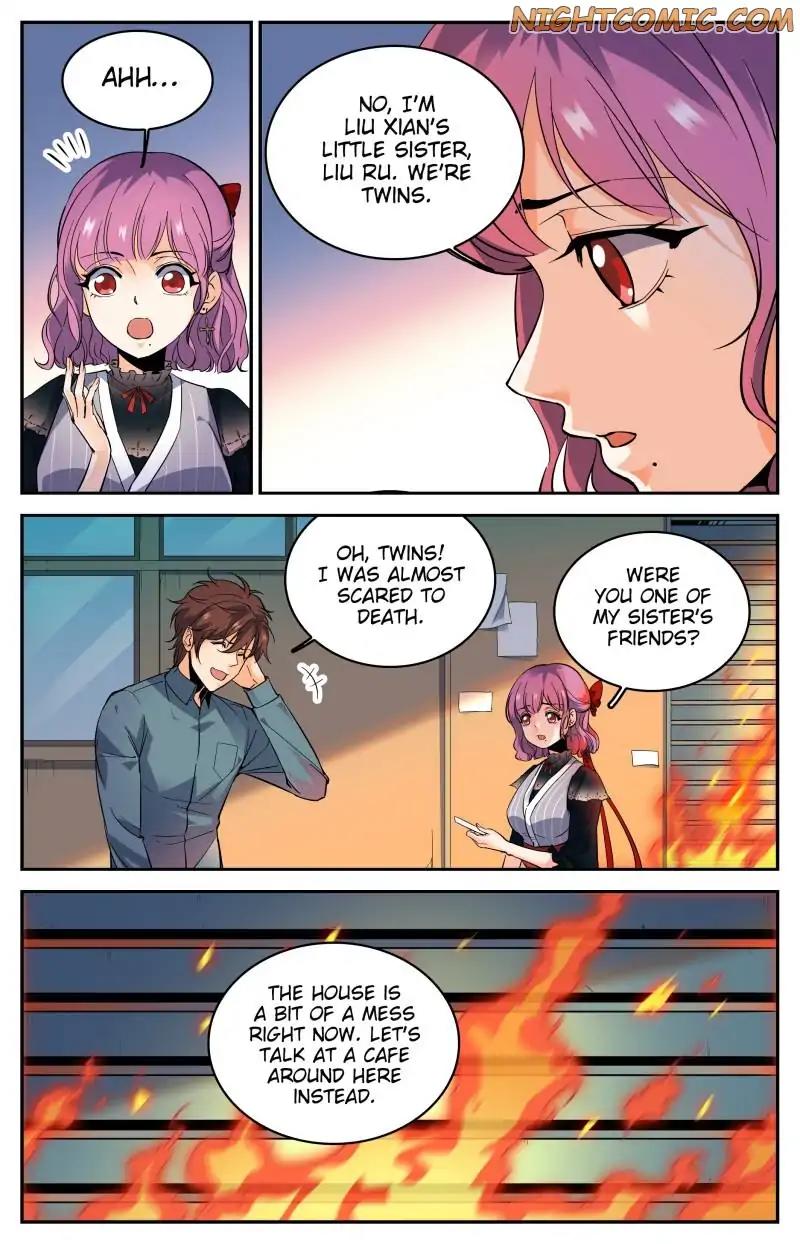 NIGHTCOMIC.COM
AHH...
NO, I'M
LIU XIAN'S
LITTLE SISTER,
LIU RU. WE'RE
TWINS.
OH, TWINS!
I WAS ALMOST
SCARED TO
DEATH.
WERE
YOU ONE OF
MY SISTER'S
FRIENDS?
THE HOUSE IS
A BIT OF A MESS
RIGHT NOW. LET'S
TALK AT A CAFE
AROUND HERE
INSTEAD.